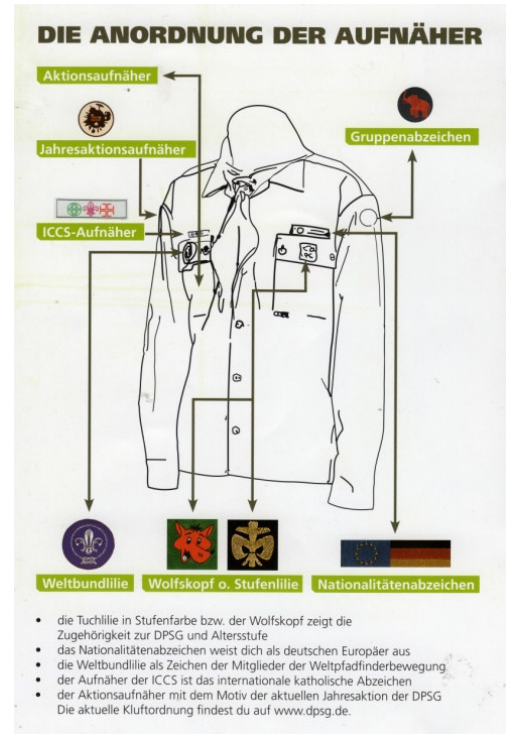 DIE ANORDNUNG DER AUFNÄHER
Aktionsaufnäher
Jahresaktionsaufnäher
Gruppenabzeichen
ICCS-Aufnäher
Weltbundlilie
Wolfskopf o. Stufenlilie
Nationalitätenabzeichen
• die Tuchlilie in Stufenfarbe bzw. der Wolfskopf zeigt die
Zugehörigkeit zur DPSG und Altersstufe
• das Nationalitätenabzeichen weist dich als deutschen Europäer aus
• die Weltbundlilie als Zeichen der Mitglieder der Weltpfadfinderbewegung
• der Aufnäher der ICCS ist das internationale katholische Abzeichen
• der Aktionsaufnäher mit dem Motiv der aktuellen Jahresaktion der DPSG
Die aktuelle Kluftordnung findest du auf www.dpsg.de.